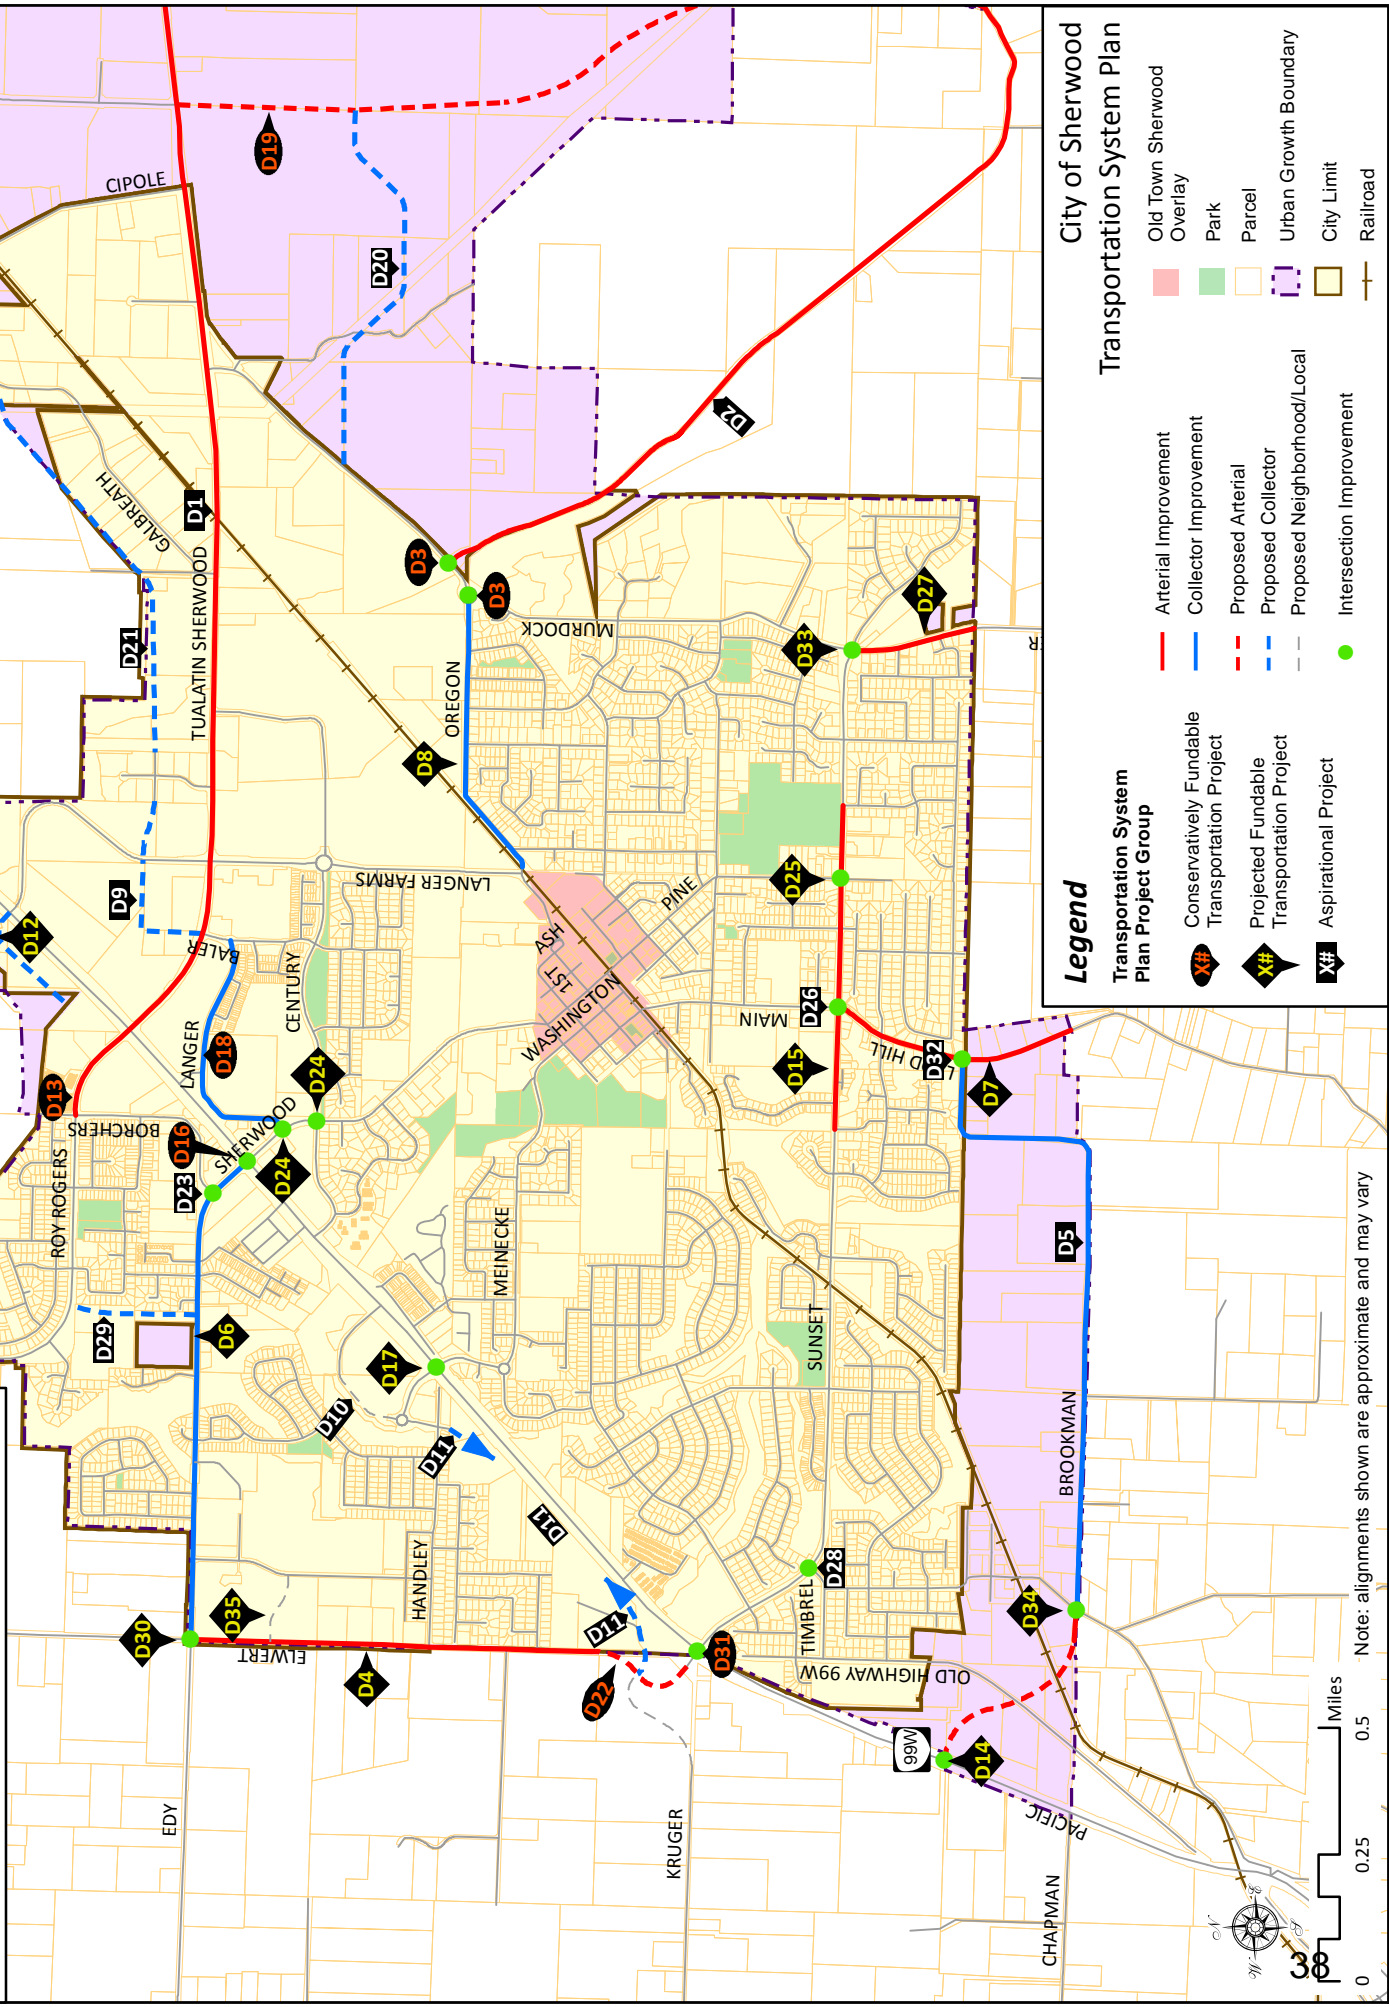 City of Sherwood
Transportation System Plan
Legend
Transportation System
Plan Project Group
X#
Conservatively Fundable
Transportation Project
X#
Projected Fundable
Transportation Project
X#
Aspirational Project
Arterial Improvement
Collector Improvement
Proposed Arterial
Proposed Collector
Proposed Neighborhood/Local
Intersection Improvement
Old Town Sherwood
Overlay
Park
Parcel
Urban Growth Boundary
City Limit
Railroad
CIPOLE
D19
D20
GALBREATH
D1
TUALATIN SHERWOOD
D21
D2
D3
D3
MURDOCK
OREGON
D8
D33
D27
ER
D9
D12
LANGER FARMS
BALER
CENTURY
ASH
1ST
PINE
WASHINGTON
D25
D26
MAIN
D15
LADD HILL
D32
D7
D13
LANGER
D18
D24
BORCHERS
D16
SHERWOOD
D24
D23
ROY ROGERS
D29
D6
MEINECKE
D17
D10
D11
D11
SUNSET
D5
BROOKMAN
HANDLEY
D30
D35
ELWERT
D4
D11
D22
D31
TIMBREL
D28
OLD HIGHWAY 99W
D34
99W
D14
PACIFIC
EDY
KRUGER
CHAPMAN
N
E
S
W
38
0
0.25
0.5
Miles
Note: alignments shown are approximate and may vary